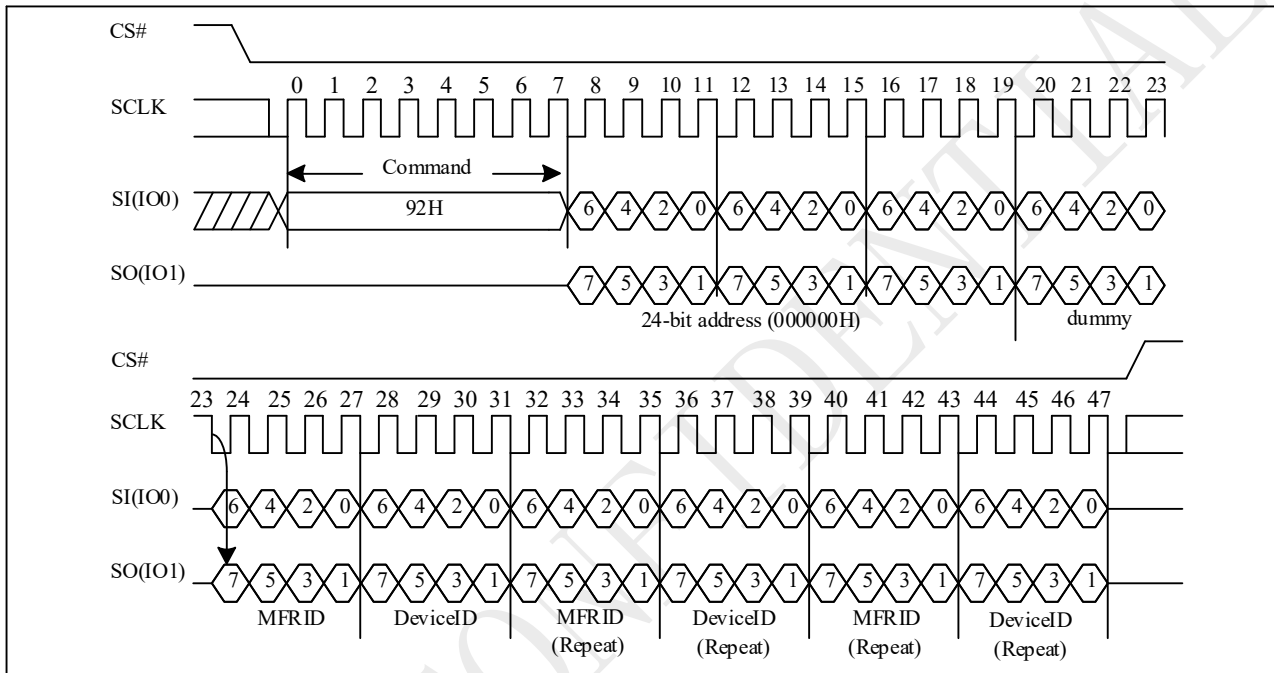 CS#
0 1 2 3 4 5 6 7 8 9 10 11 12 13 14 15 16 17 18 19 20 21 22 23
SCLK
Command
SI(IO0) 92H 6 4 2 0 6 4 2 0 6 4 2 0 6 4 2 0
SO(IO1) 7 5 3 1 7 5 3 1 7 5 3 1 7 5 3 1
24-bit address (000000H) dummy
CS#
23 24 25 26 27 28 29 30 31 32 33 34 35 36 37 38 39 40 41 42 43 44 45 46 47
SCLK
SI(IO0) 6 4 2 0 6 4 2 0 6 4 2 0 6 4 2 0 6 4 2 0 6 4 2 0
SO(IO1) 7 5 3 1 7 5 3 1 7 5 3 1 7 5 3 1 7 5 3 1 7 5 3 1
MFRID DeviceID MFRID DeviceID MFRID DeviceID
(Repeat) (Repeat) (Repeat) (Repeat)
ONFIDENTIAL